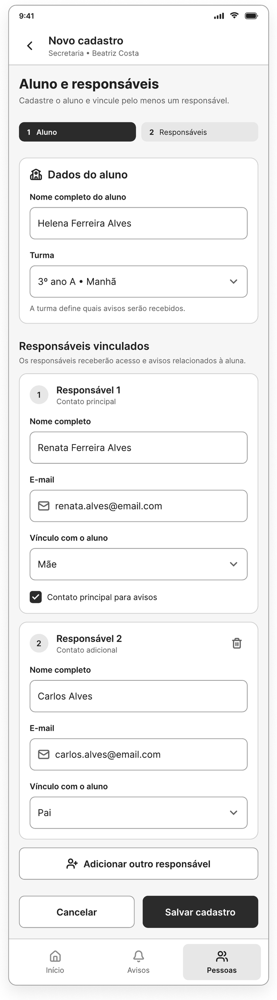 9:41
Novo cadastro
Secretaria • Beatriz Costa
Aluno e responsáveis
Cadastre o aluno e vincule pelo menos um responsável.
1 Aluno
2 Responsáveis
Dados do aluno
Nome completo do aluno
Helena Ferreira Alves
Turma
3º ano A • Manhã
A turma define quais avisos serão recebidos.
Responsáveis vinculados
Os responsáveis receberão acesso e avisos relacionados à aluna.
1
Responsável 1
Contato principal
Nome completo
Renata Ferreira Alves
E-mail
renata.alves@email.com
Vínculo com o aluno
Mãe
Contato principal para avisos
2
Responsável 2
Contato adicional
Nome completo
Carlos Alves
E-mail
carlos.alves@email.com
Vínculo com o aluno
Pai
Adicionar outro responsável
Cancelar
Salvar cadastro
Início
Avisos
Pessoas